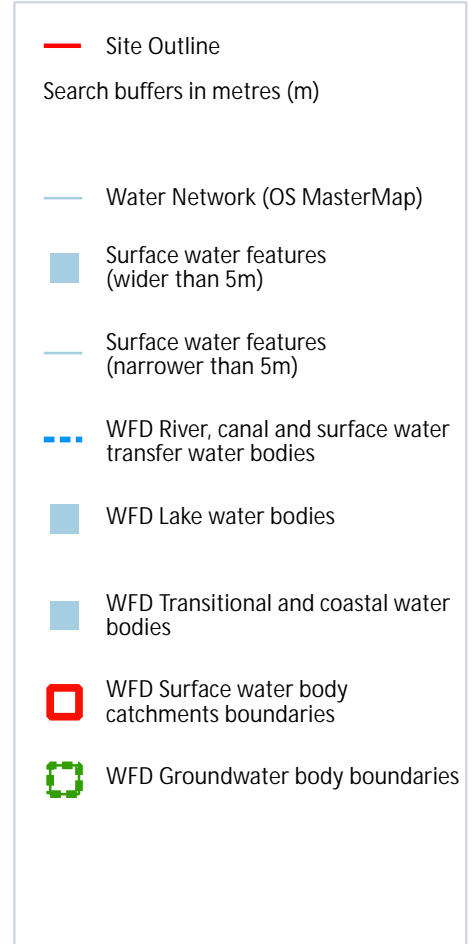 Site Outline
Search buffers in metres (m)
Water Network (OS MasterMap)
Surface water features
(wider than 5m)
Surface water features
(narrower than 5m)
WFD River, canal and surface water
transfer water bodies
WFD Lake water bodies
WFD Transitional and coastal water
bodies
WFD Surface water body
catchments boundaries
WFD Groundwater body boundaries